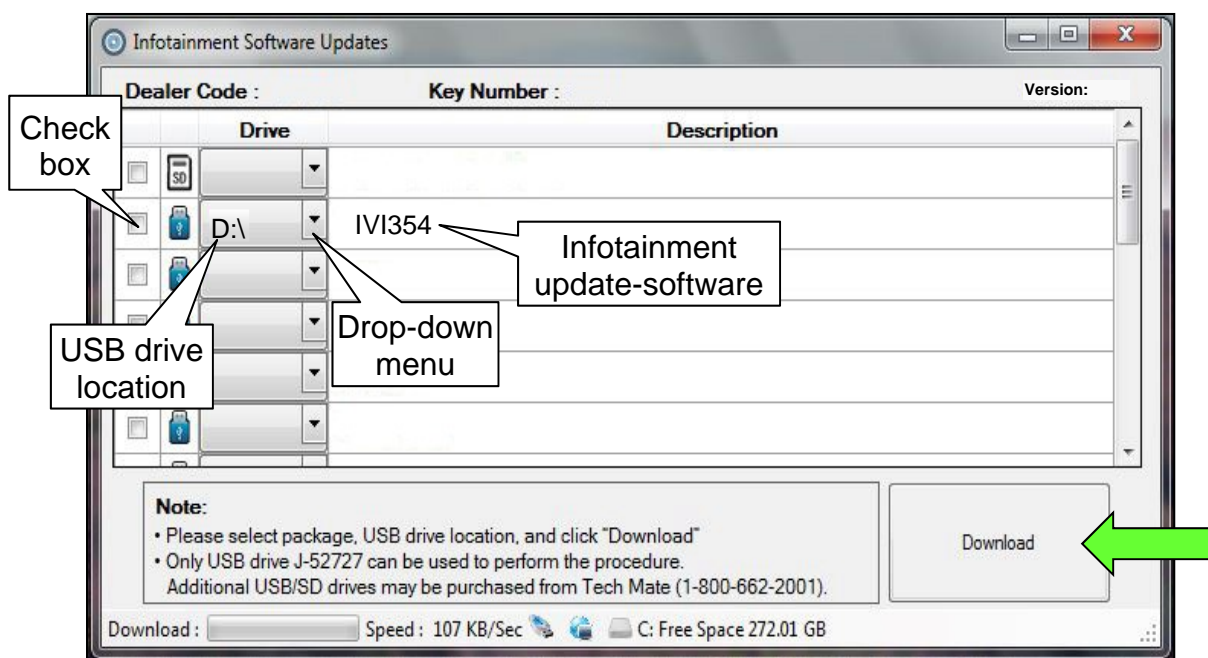 Infotainment Software Updates
Dealer Code :
Key Number :
Version:
Drive
Description
Check
box
SD
D:\
IVI354
Infotainment
update-software
USB drive
location
Drop-down
menu
Note:
• Please select package, USB drive location, and click "Download"
• Only USB drive J-52727 can be used to perform the procedure.
Additional USB/SD drives may be purchased from Tech Mate (1-800-662-2001).
Download
Download :
Speed : 107 KB/Sec
C: Free Space 272.01 GB